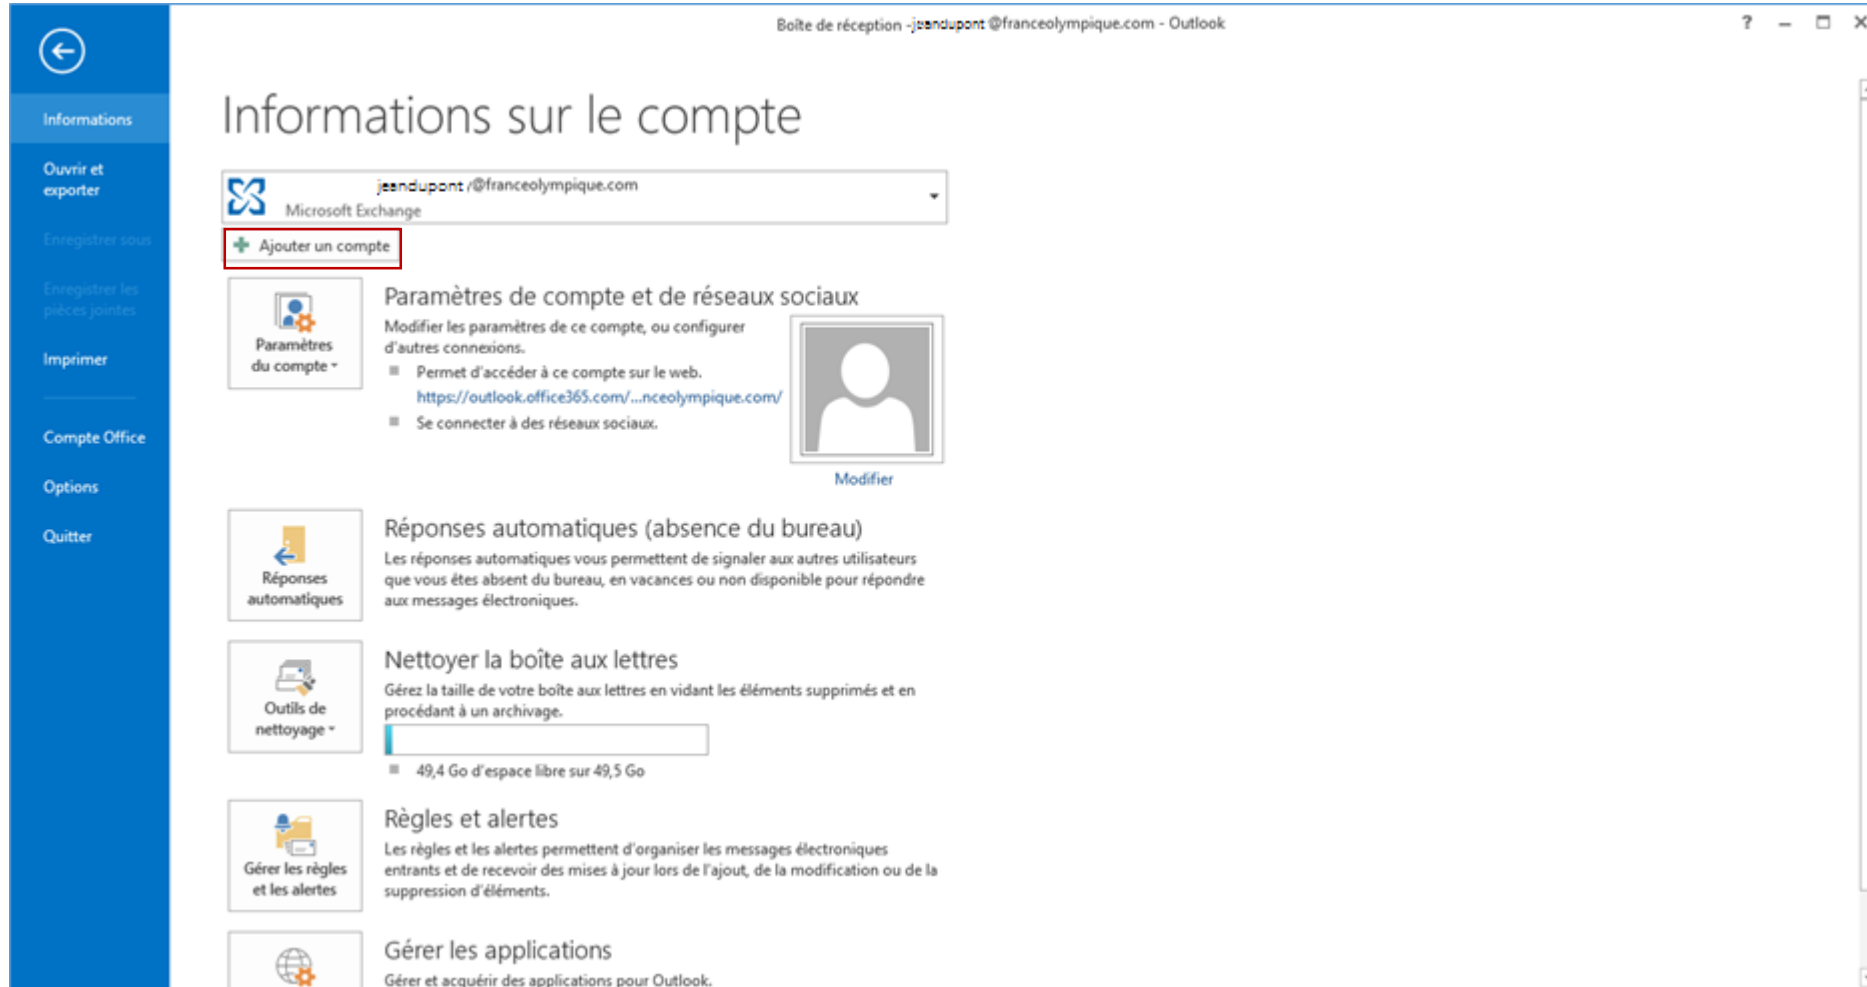 Boîte de réception -jeandupont @franceolympique.com - Outlook
?
Informations
Ouvrir et
exporter
Enregistrer sous
Enregistrer les
pièces jointes
Imprimer
Compte Office
Options
Quitter
Informations sur le compte
jeandupont /@franceolympique.com
Microsoft Exchange
Ajouter un compte
Paramètres
du compte
Paramètres de compte et de réseaux sociaux
Modifier les paramètres de ce compte, ou configurer
d'autres connexions.
Permet d'accéder à ce compte sur le web.
https://outlook.office365.com/...nceolympique.com/
Se connecter à des réseaux sociaux.
Modifier
Réponses
automatiques
Réponses automatiques (absence du bureau)
Les réponses automatiques vous permettent de signaler aux autres utilisateurs
que vous êtes absent du bureau, en vacances ou non disponible pour répondre
aux messages électroniques.
Outils de
nettoyage
Nettoyer la boîte aux lettres
Gérez la taille de votre boîte aux lettres en vidant les éléments supprimés et en
procédant à un archivage.
49,4 Go d'espace libre sur 49,5 Go
Gérer les règles
et les alertes
Règles et alertes
Les règles et les alertes permettent d'organiser les messages électroniques
entrants et de recevoir des mises à jour lors de l'ajout, de la modification ou de la
suppression d'éléments.
Gérer les applications
Gérer et acquérir des applications pour Outlook.